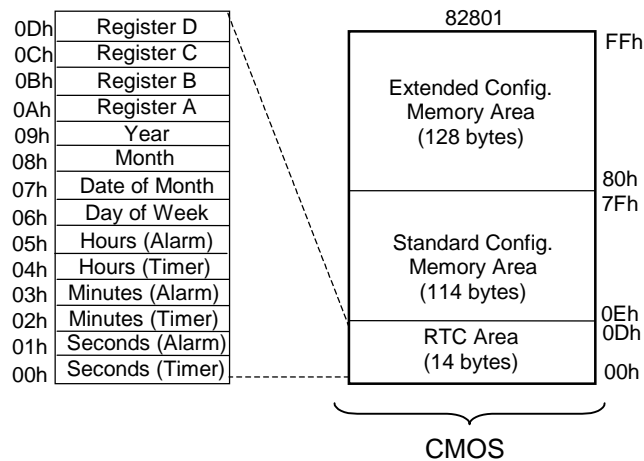 0Dh Register D
0Ch Register C
0Bh Register B
0Ah Register A
09h Year
08h Month
07h Date of Month
06h Day of Week
05h Hours (Alarm)
04h Hours (Timer)
03h Minutes (Alarm)
02h Minutes (Timer)
01h Seconds (Alarm)
00h Seconds (Timer)
82801
FFh
Extended Config.
Memory Area
(128 bytes)
80h
7Fh
Standard Config.
Memory Area
(114 bytes)
0Eh
0Dh
RTC Area
(14 bytes)
00h
CMOS